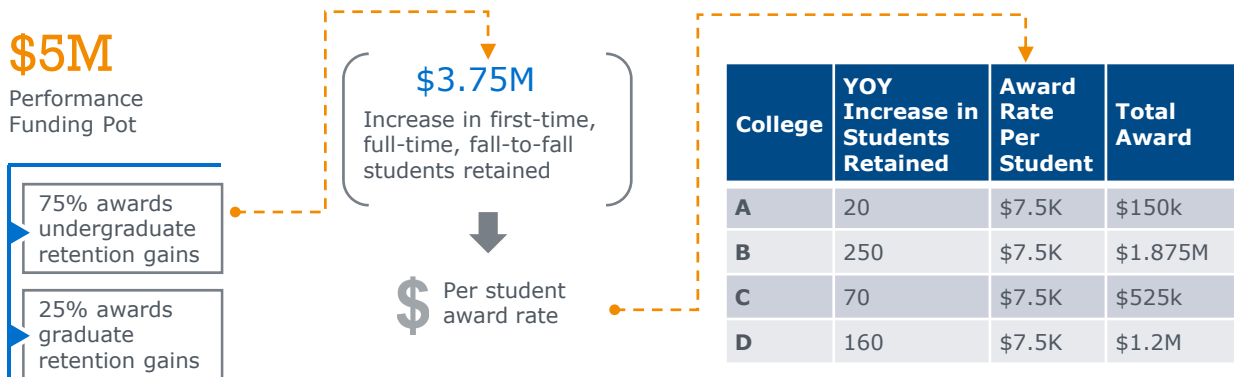 $5M
Performance
Funding Pot
75% awards
undergraduate
retention gains
25% awards
graduate
retention gains
$3.75M
Increase in first-time,
full-time, fall-to-fall
students retained
$ Per student
award rate
College YOY Increase in Students Retained Award Rate Per Student Total Award
A 20 $7.5K $150k
B 250 $7.5K $1.875M
C 70 $7.5K $525k
D 160 $7.5K $1.2M